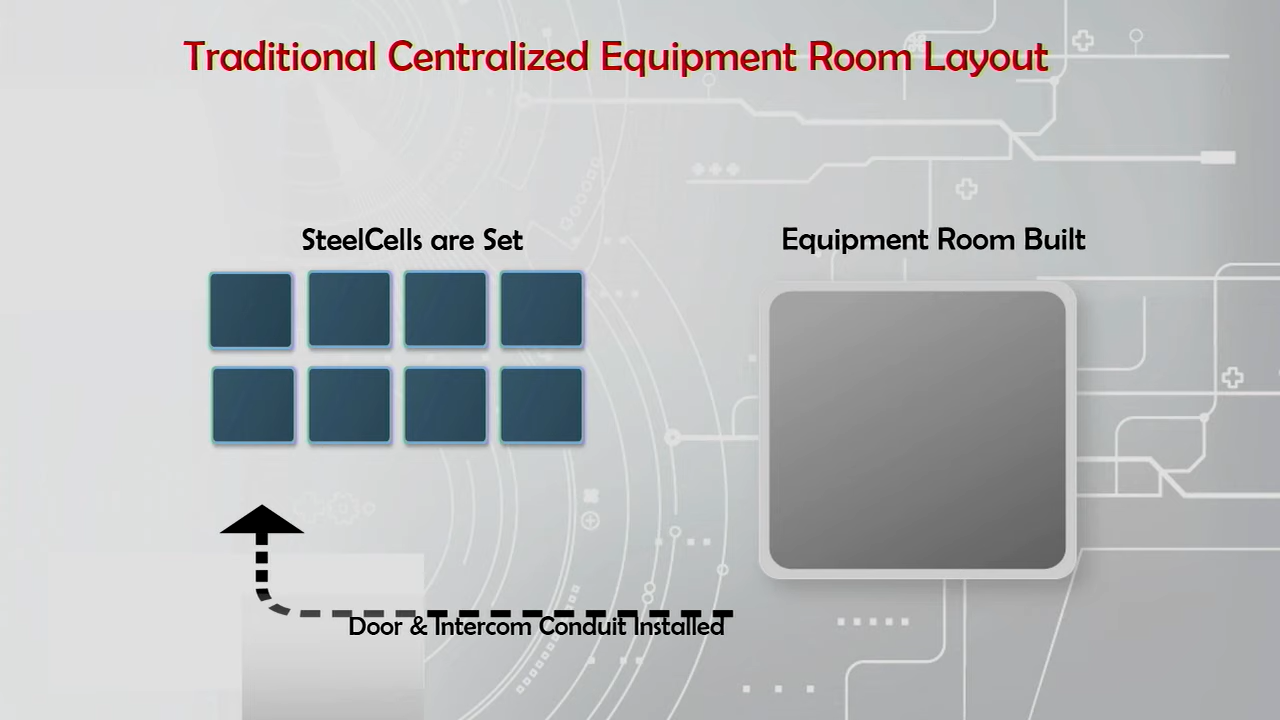 Traditional Centralized Equipment Room Layout
SteelCells are Set
Equipment Room Built
Door & Intercom Conduit Installed